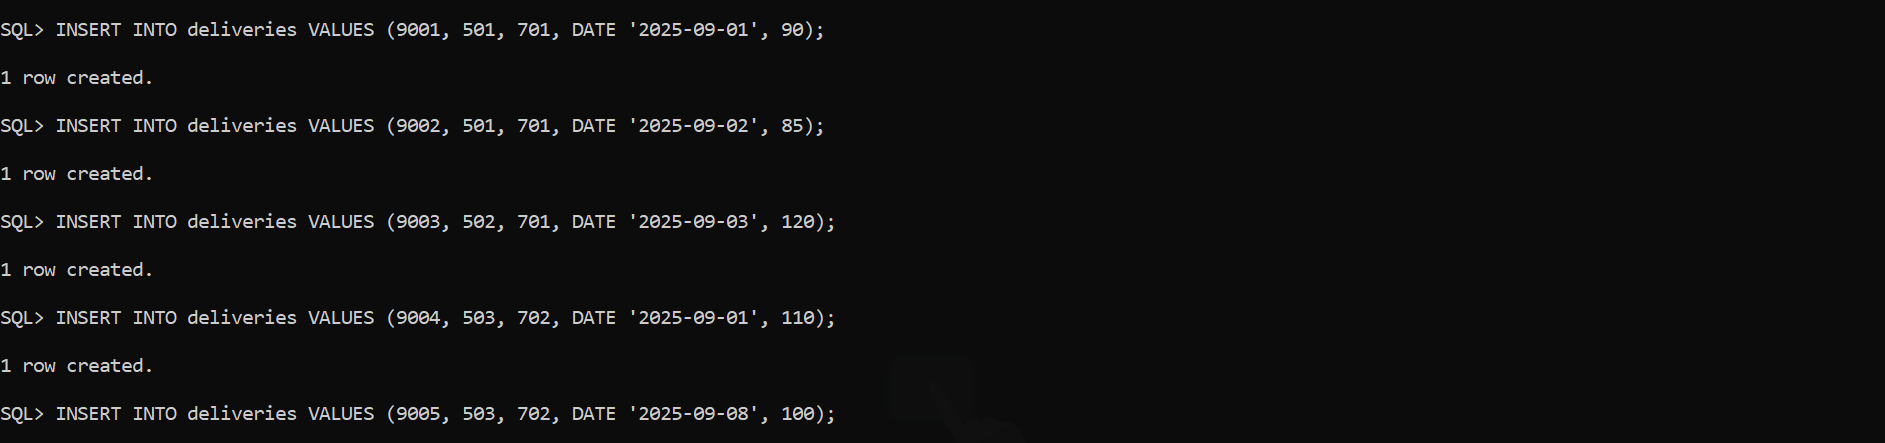 SQL> INSERT INTO deliveries VALUES (9001, 501, 701, DATE '2025-09-01', 90);
1 row created.
SQL> INSERT INTO deliveries VALUES (9002, 501, 701, DATE '2025-09-02', 85);
1 row created.
SQL> INSERT INTO deliveries VALUES (9003, 502, 701, DATE '2025-09-03', 120);
1 row created.
SQL> INSERT INTO deliveries VALUES (9004, 503, 702, DATE '2025-09-01', 110);
1 row created.
SQL> INSERT INTO deliveries VALUES (9005, 503, 702, DATE '2025-09-08', 100);